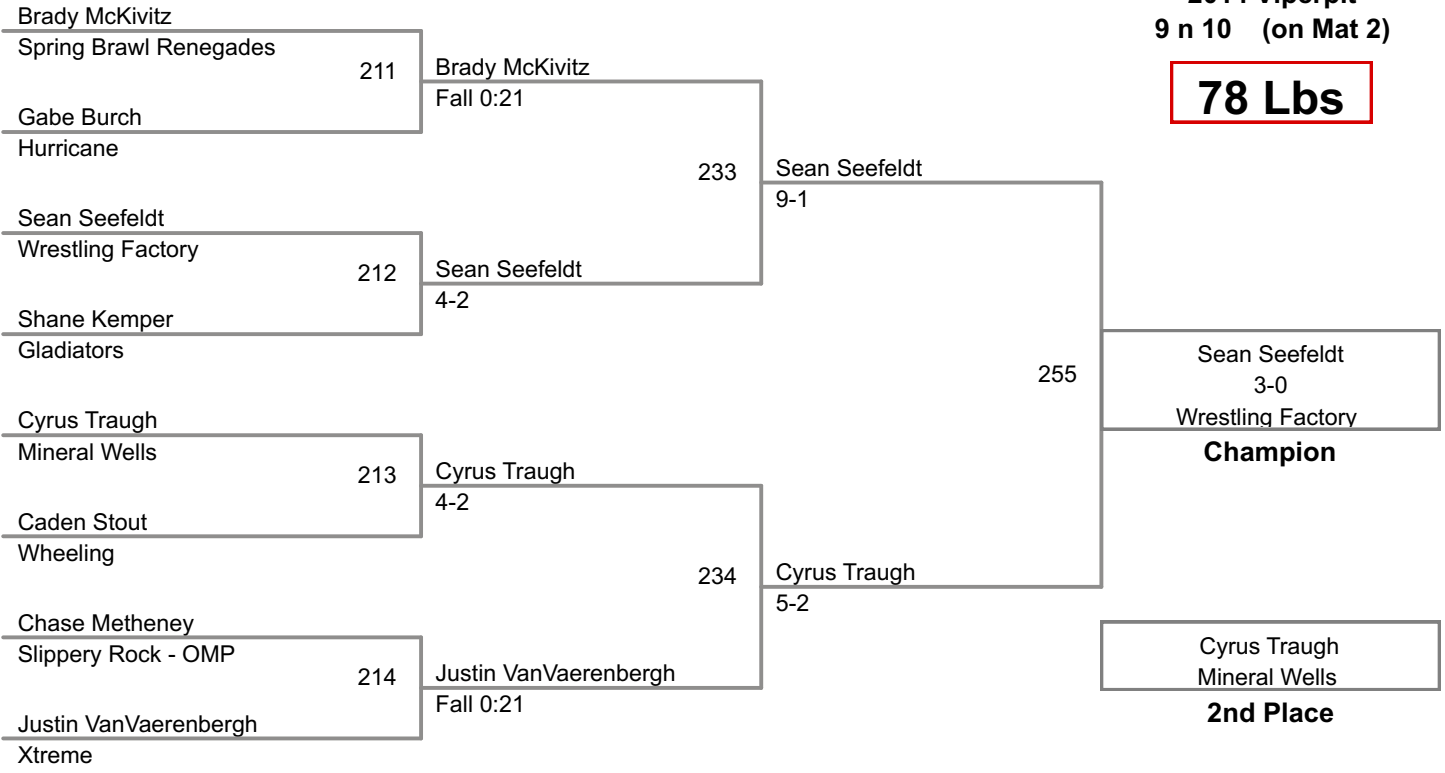 Brady McKivitz
Spring Brawl Renegades
211
Gabe Burch
Hurricane
Brady McKivitz
Fall 0:21
Sean Seefeldt
Wrestling Factory
212
Shane Kemper
Gladiators
Sean Seefeldt
4-2
233
Sean Seefeldt
9-1
Cyrus Traugh
Mineral Wells
213
Caden Stout
Wheeling
Cyrus Traugh
4-2
Chase Metheney
Slippery Rock - OMP
214
Justin VanVaerenbergh
Xtreme
Justin VanVaerenbergh
Fall 0:21
234
Cyrus Traugh
5-2
255
9 n 10 (on Mat 2)
78 Lbs
Sean Seefeldt
3-0
Wrestling Factory
Champion
Cyrus Traugh
Mineral Wells
2nd Place